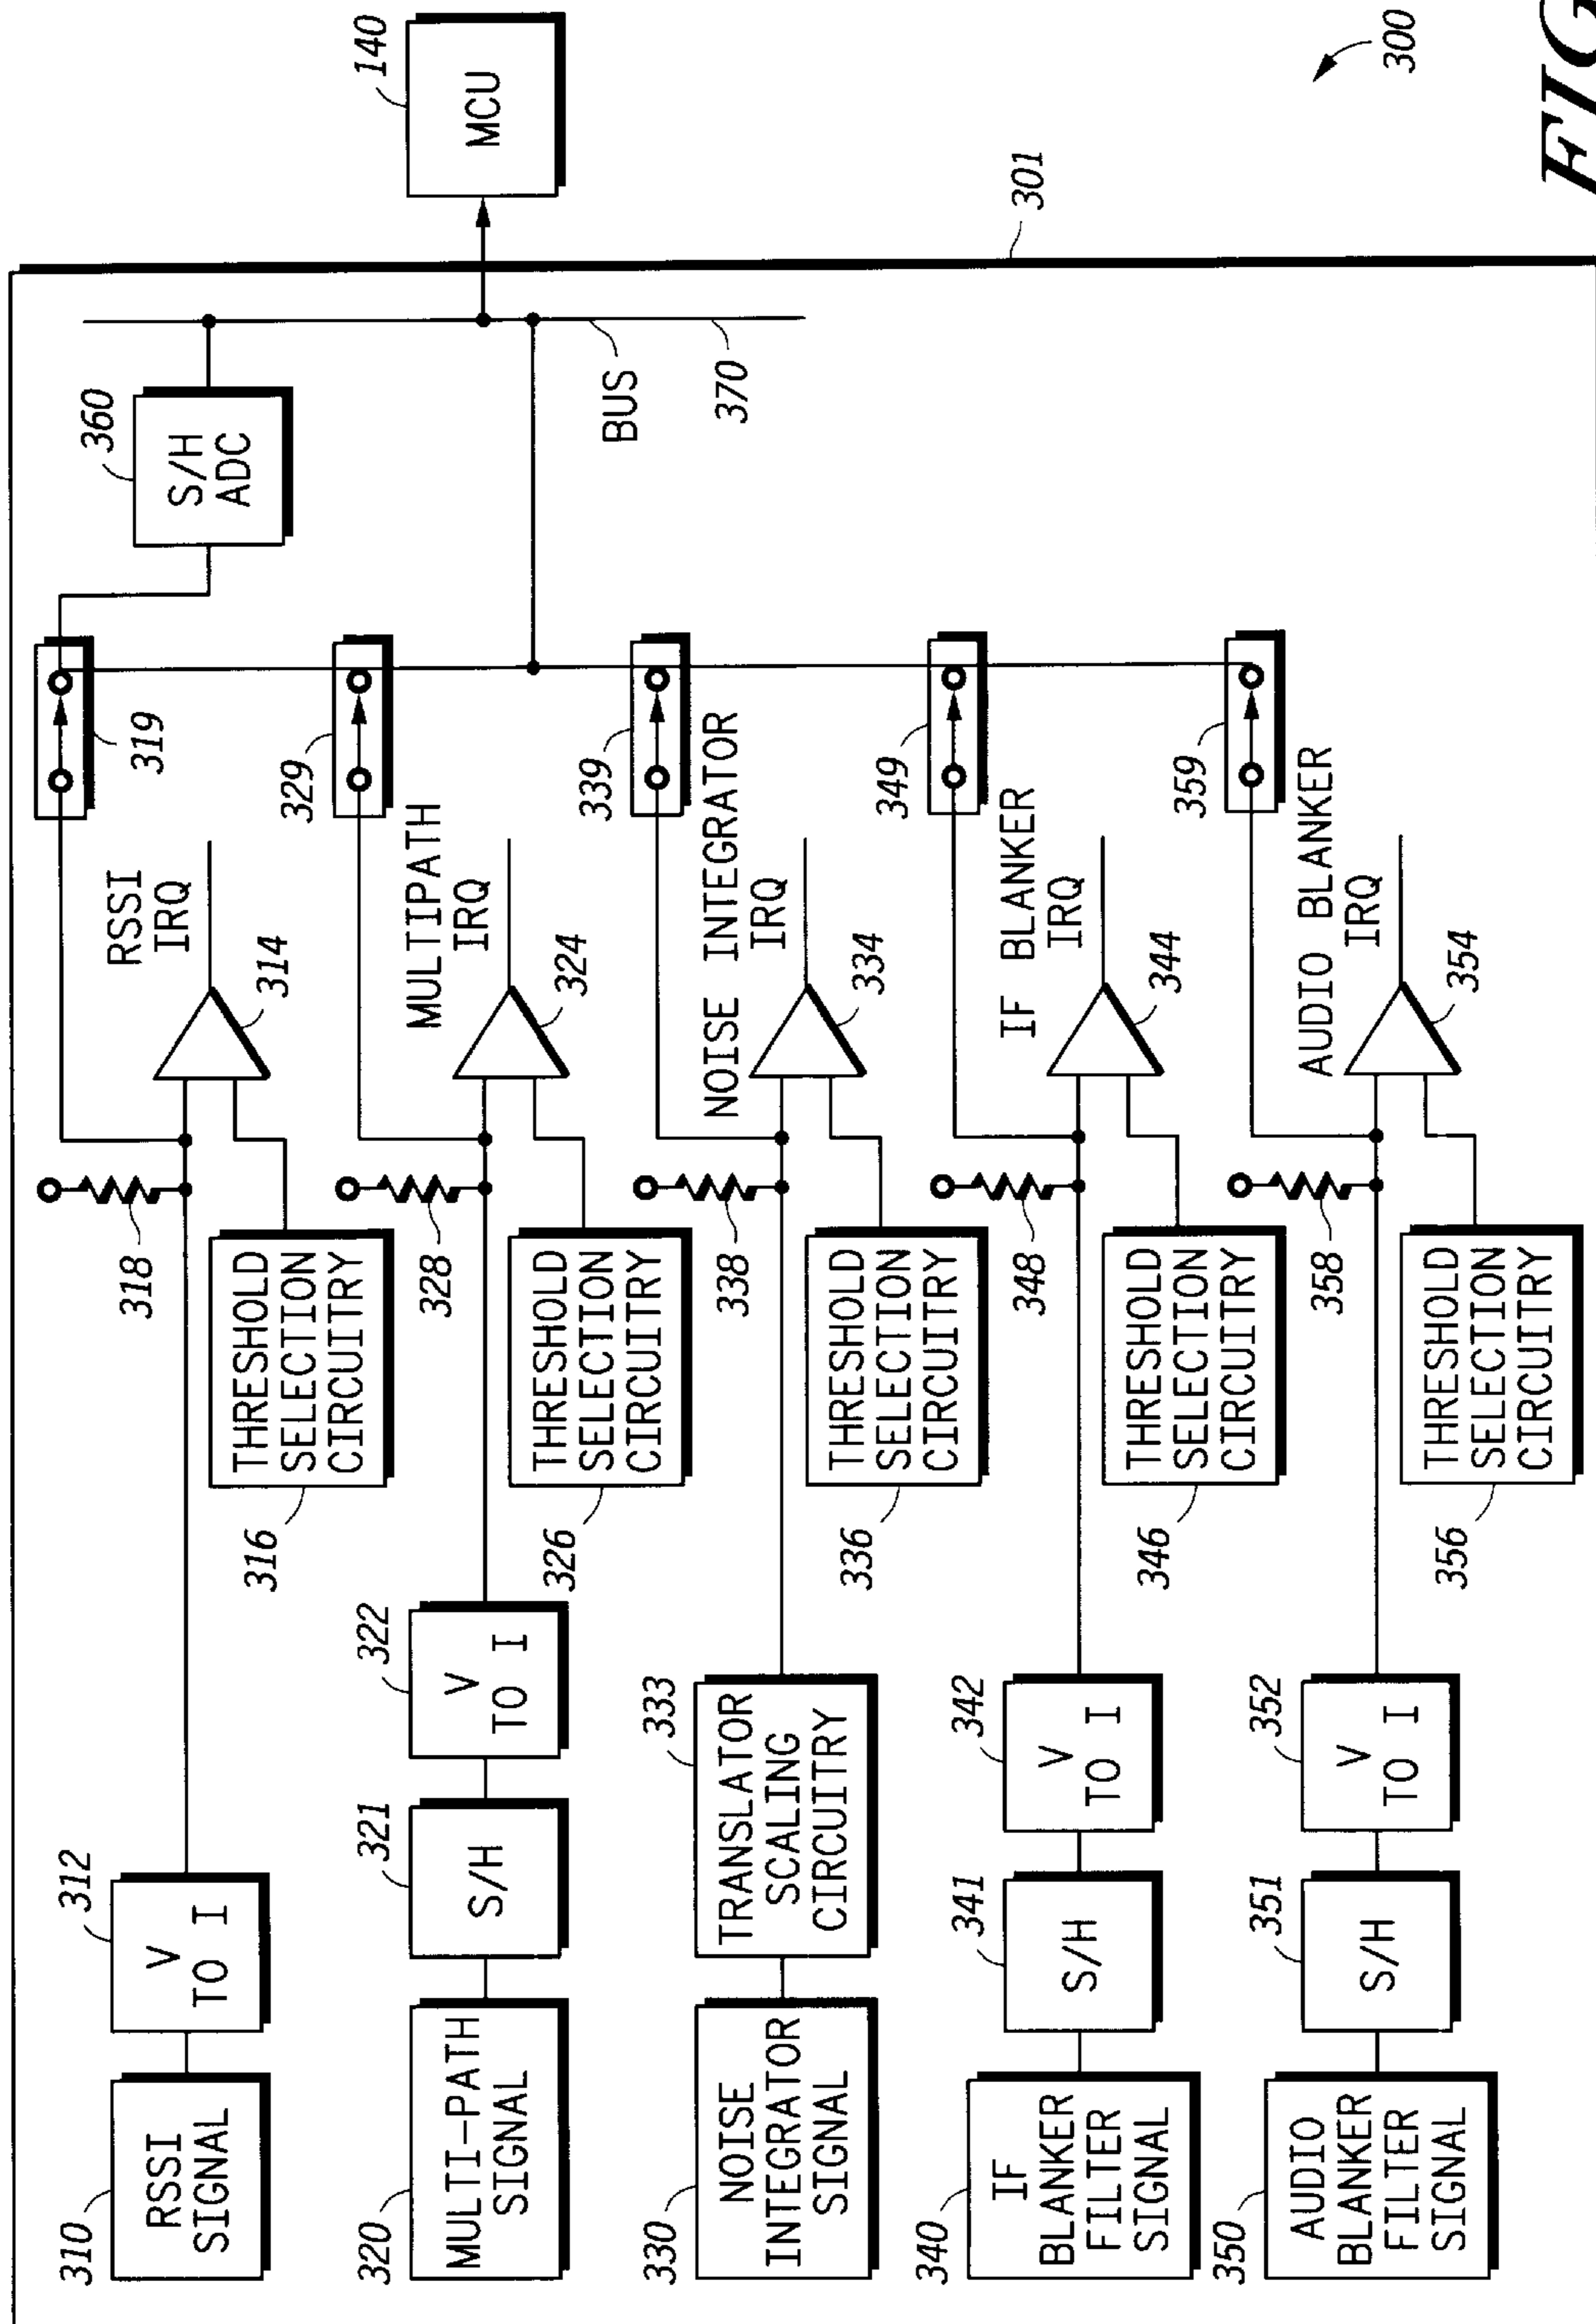 310
RSSI
SIGNAL
312
V
TO I
318
316
THRESHOLD
SELECTION
CIRCUITRY
RSSI
IRQ
314
319
360
S/H
ADC
140
MCU
320
MULTI-PATH
SIGNAL
321
S/H
322
V
TO I
328
326
THRESHOLD
SELECTION
CIRCUITRY
MULTIPATH
IRQ
324
329
BUS
370
301
330
NOISE
INTEGRATOR
SIGNAL
333
TRANSLATOR
SCALING
CIRCUITRY
338
336
THRESHOLD
SELECTION
CIRCUITRY
NOISE INTEGRATOR
IRQ
334
339
340
IF
BLANKER
FILTER
SIGNAL
341
S/H
342
V
TO I
348
346
THRESHOLD
SELECTION
CIRCUITRY
IF BLANKER
IRQ
344
349
350
AUDIO
BLANKER
FILTER
SIGNAL
351
S/H
352
V
TO I
358
356
THRESHOLD
SELECTION
CIRCUITRY
AUDIO BLANKER
IRQ
354
359
300
FIG